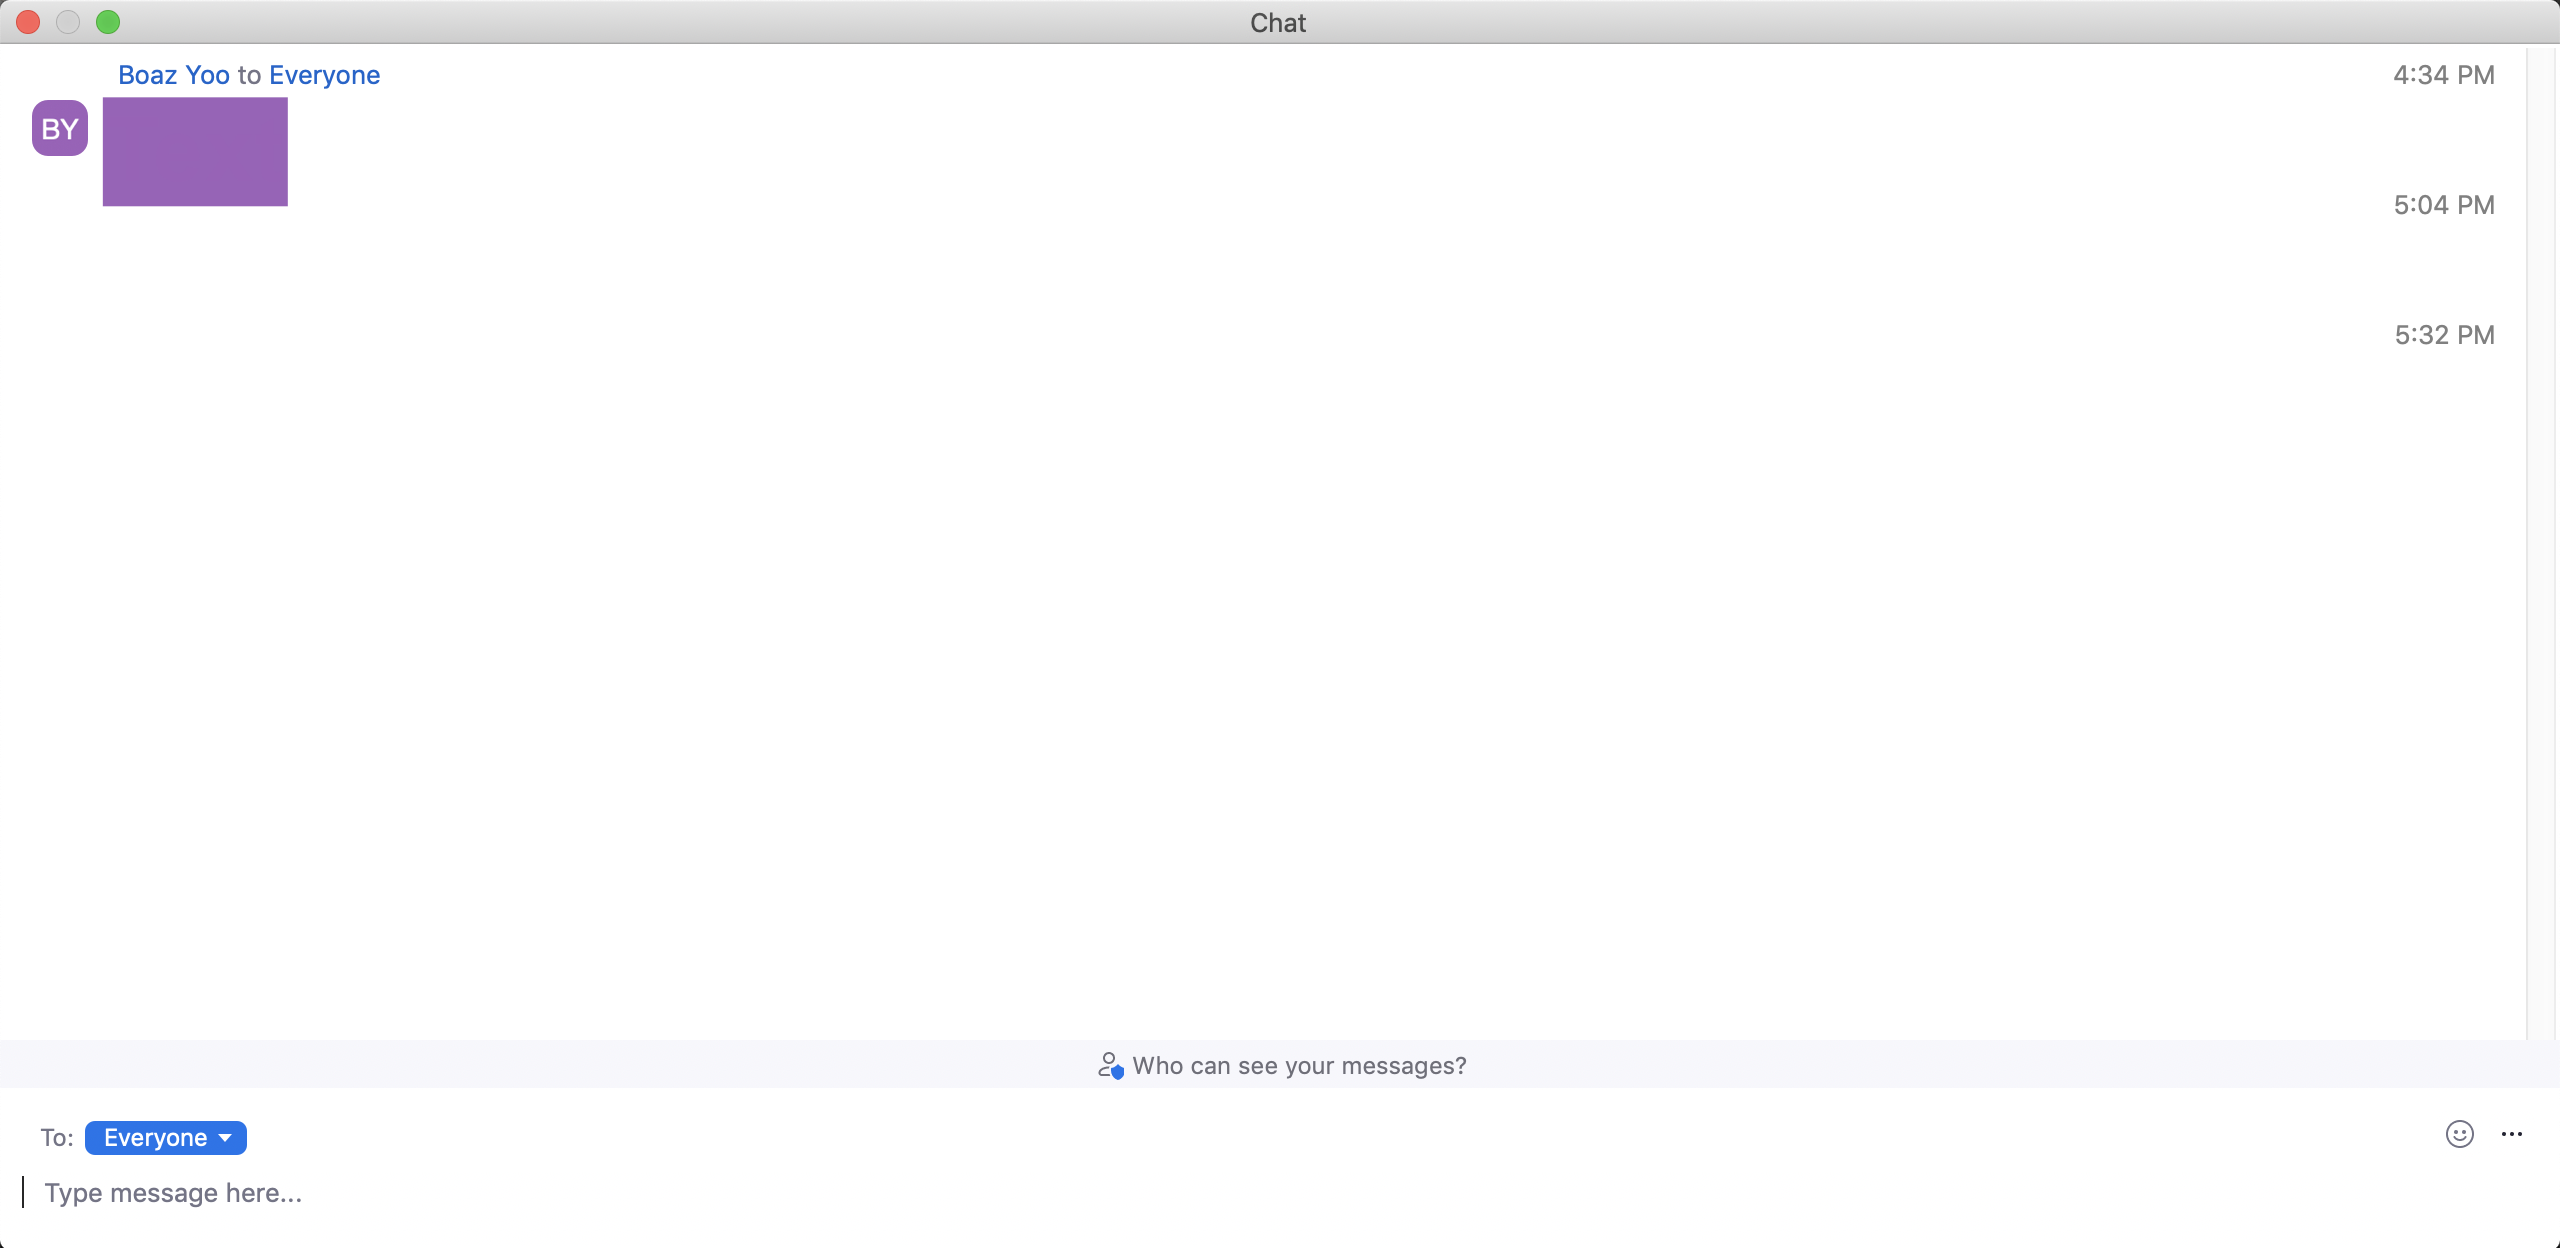 Chat
Boaz Yoo to Everyone 4:34 PM
BY
5:04 PM
5:32 PM
Who can see your messages?
To: Everyone
Type message here...